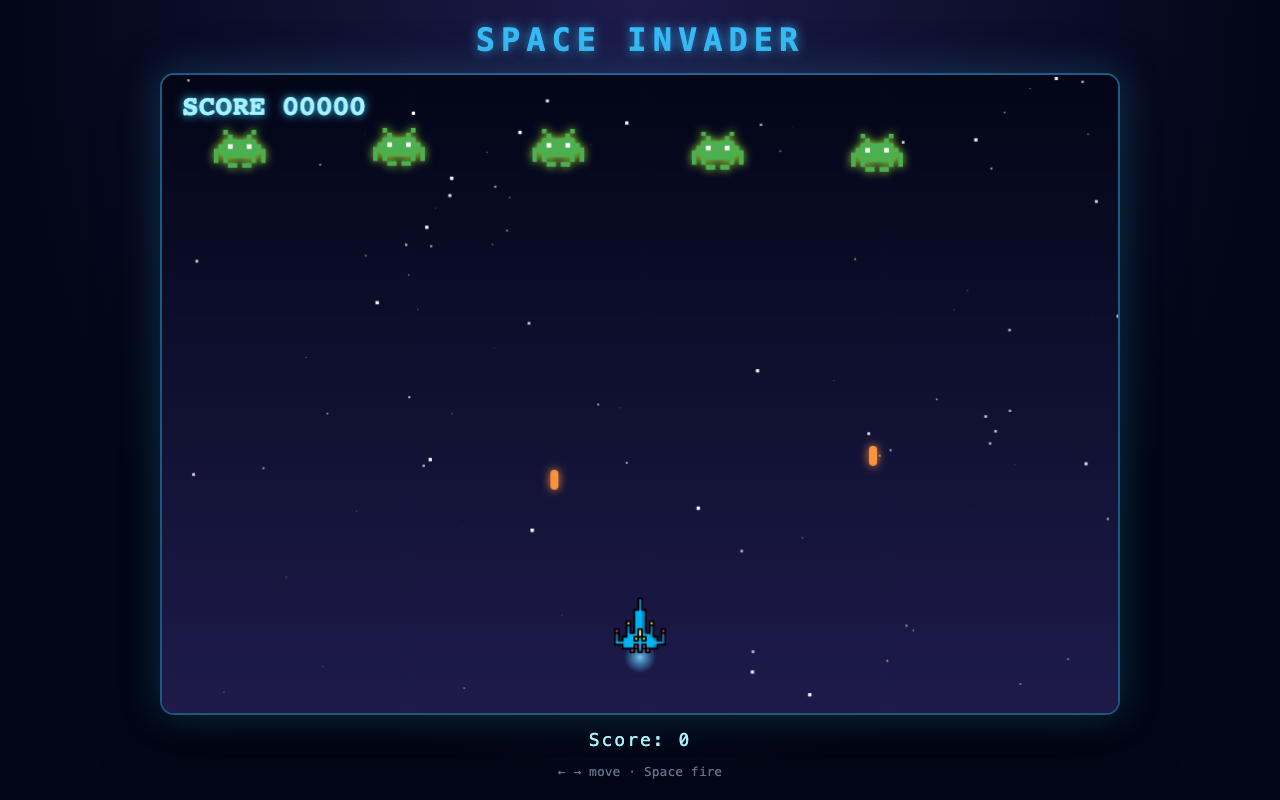 SPACE INVADER
SCORE 00000
Score: 0
← → move · Space fire